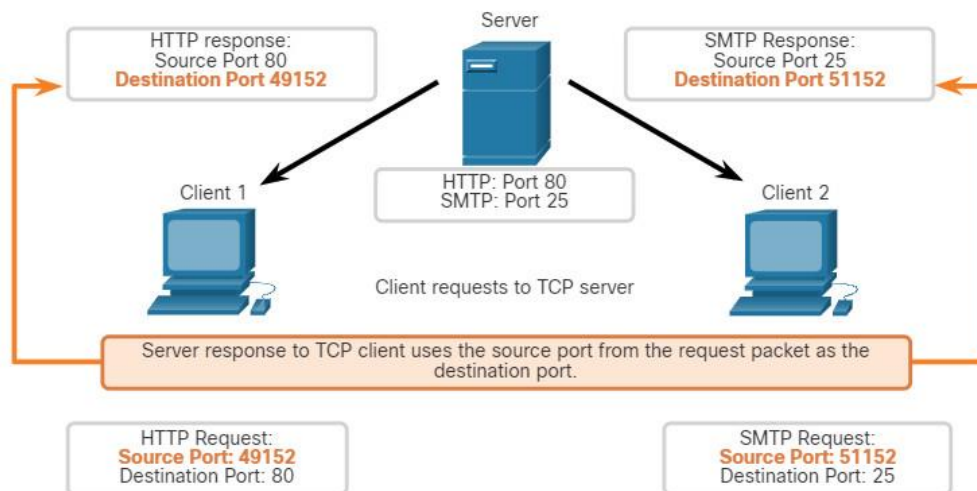 Server
HTTP response:
Source Port 80
Destination Port 49152
SMTP Response:
Source Port 25
Destination Port 51152
Client 1
HTTP: Port 80
SMTP: Port 25
Client 2
Client requests to TCP server
Server response to TCP client uses the source port from the request packet as the
destination port.
HTTP Request:
Source Port: 49152
Destination Port: 80
SMTP Request:
Source Port: 51152
Destination Port: 25